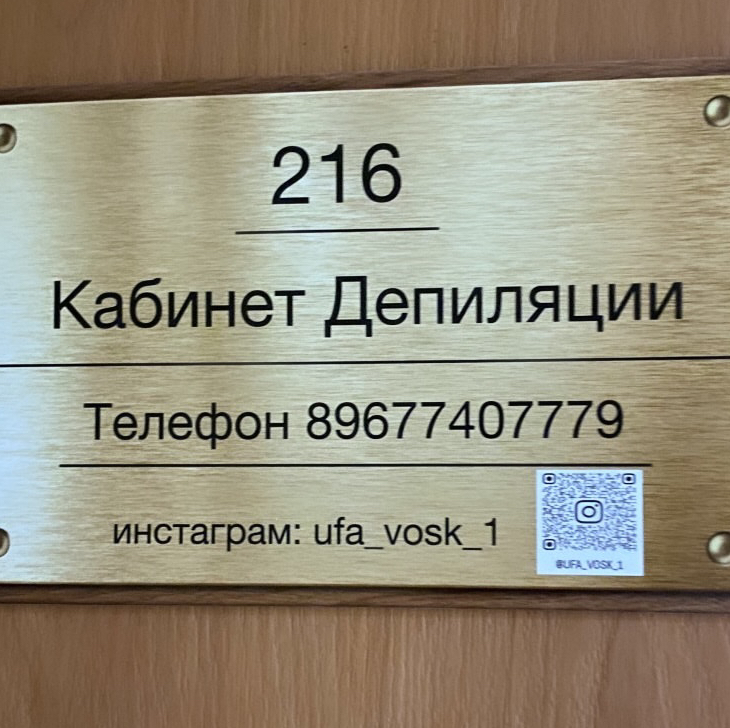 216
Кабинет Депиляции
Телефон 89677407779
инстаграм: ufa_vosk_1
@UFA_VOSK_1